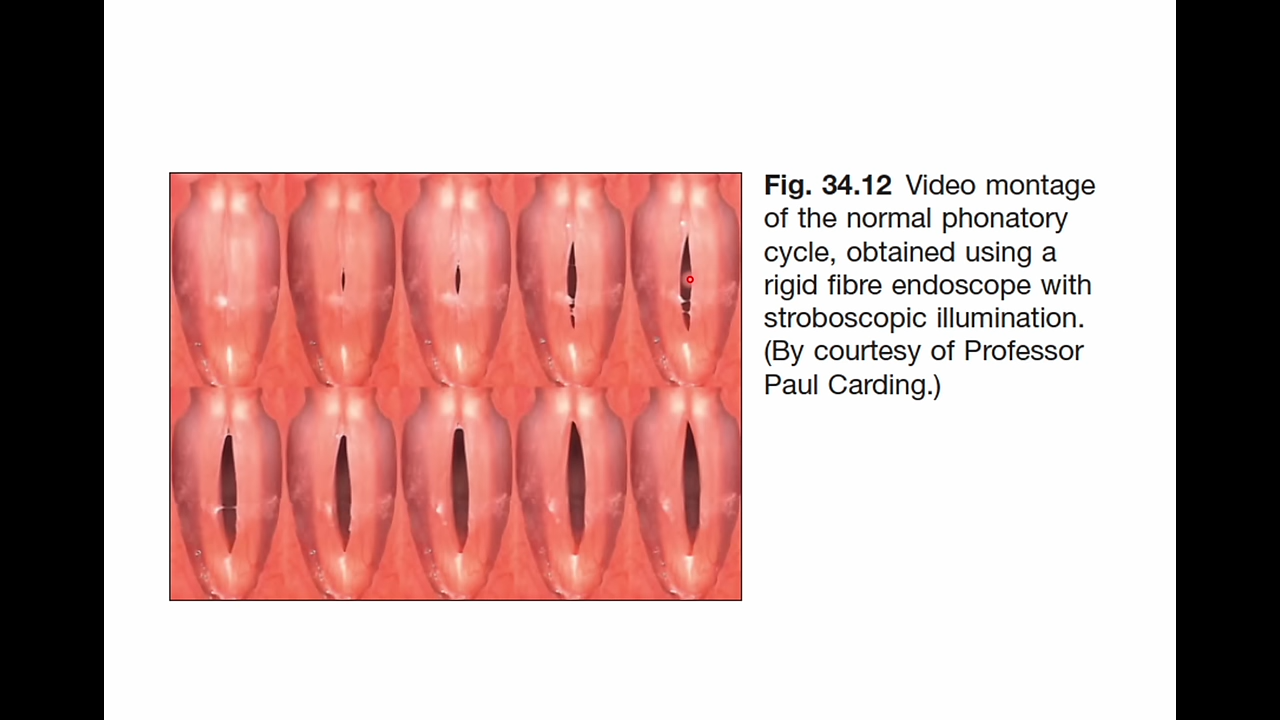 Fig. 34.12 Video montage
of the normal phonatory
cycle, obtained using a
rigid fibre endoscope with
stroboscopic illumination.
(By courtesy of Professor
Paul Carding.)